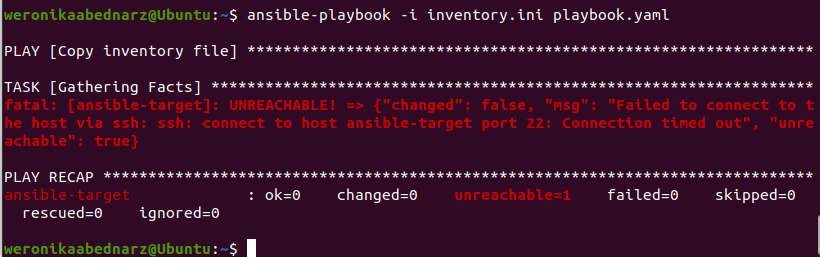 weronikaabednarz@Ubuntu:~$ ansible-playbook -i inventory.ini playbook.yaml
PLAY [Copy inventory file] ***************************************************************
TASK [Gathering Facts] *******************************************************************
fatal: [ansible-target]: UNREACHABLE! => {"changed": false, "msg": "Failed to connect to t
he host via ssh: ssh: connect to host ansible-target port 22: Connection timed out", "unre
achable": true}
PLAY RECAP *******************************************************************************
ansible-target             : ok=0    changed=0    unreachable=1    failed=0    skipped=0
  rescued=0    ignored=0
weronikaabednarz@Ubuntu:~$